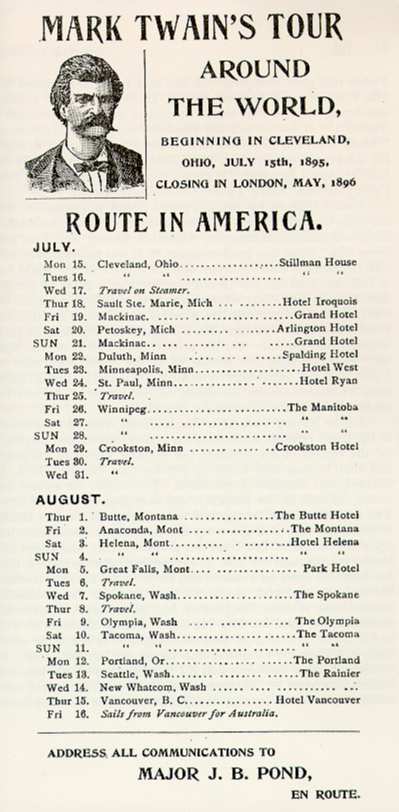 MARK TWAIN'S TOUR
AROUND
THE WORLD,
BEGINNING IN CLEVELAND,
OHIO, JULY 15th, 1895,
CLOSING IN LONDON, MAY, 1896
ROUTE IN AMERICA.
JULY.
Mon 15. Cleveland, Ohio..................Stillman House
Tues 16. " " ..................... " "
Wed 17. Travel on Steamer.
Thur 18. Sault Ste. Marie, Mich ... .........Hotel Iroquois
Fri 19. Mackinac. ...... .....................Grand Hotel
Sat 20. Petoskey, Mich ... ...............Arlington Hotel
SUN 21. Mackinac.. ... ........... ..... .....Grand Hotel
Mon 22. Duluth, Minn ..... ... . ..... Spalding Hotel
Tues 23. Minneapolis, Minn..................Hotel West
Wed 24. St. Paul, Minn.....................Hotel Ryan
Thur 25. Travel.
Fri 26. Winnipeg.........................The Manitoba
Sat 27. " ..... ................... " "
SUN 28. " ..... ................... " "
Mon 29. Crookston, Minn ....... .. ..Crookston Hotel
Tues 30. Travel.
Wed 31. "
AUGUST.
Thur 1. Butte, Montana ..................The Butte Hotel
Fri 2. Anaconda, Mont .... ...............The Montana
Sat 3. Helena, Mont......... . ............Hotel Helena
SUN 4. " " ...................... " "
Mon 5. Great Falls, Mont.... ............. Park Hotel
Tues 6. Travel.
Wed 7. Spokane, Wash......................The Spokane
Thur 8. Travel.
Fri 9. Olympia, Wash ..... ............ The Olympia
Sat 10. Tacoma, Wash......................The Tacoma
SUN 11. " " ..... ............ .. " "
Mon 12. Portland, Or......................The Portland
Tues 13. Seattle, Wash......................The Rainier
Wed 14. New Whatcom, Wash ..... ............ ... ...
Thur 15. Vancouver, B. C..................Hotel Vancouver
Fri 16. Sails from Vancouver for Australia.
ADDRESS ALL COMMUNICATIONS TO
MAJOR J. B. POND,
EN ROUTE.